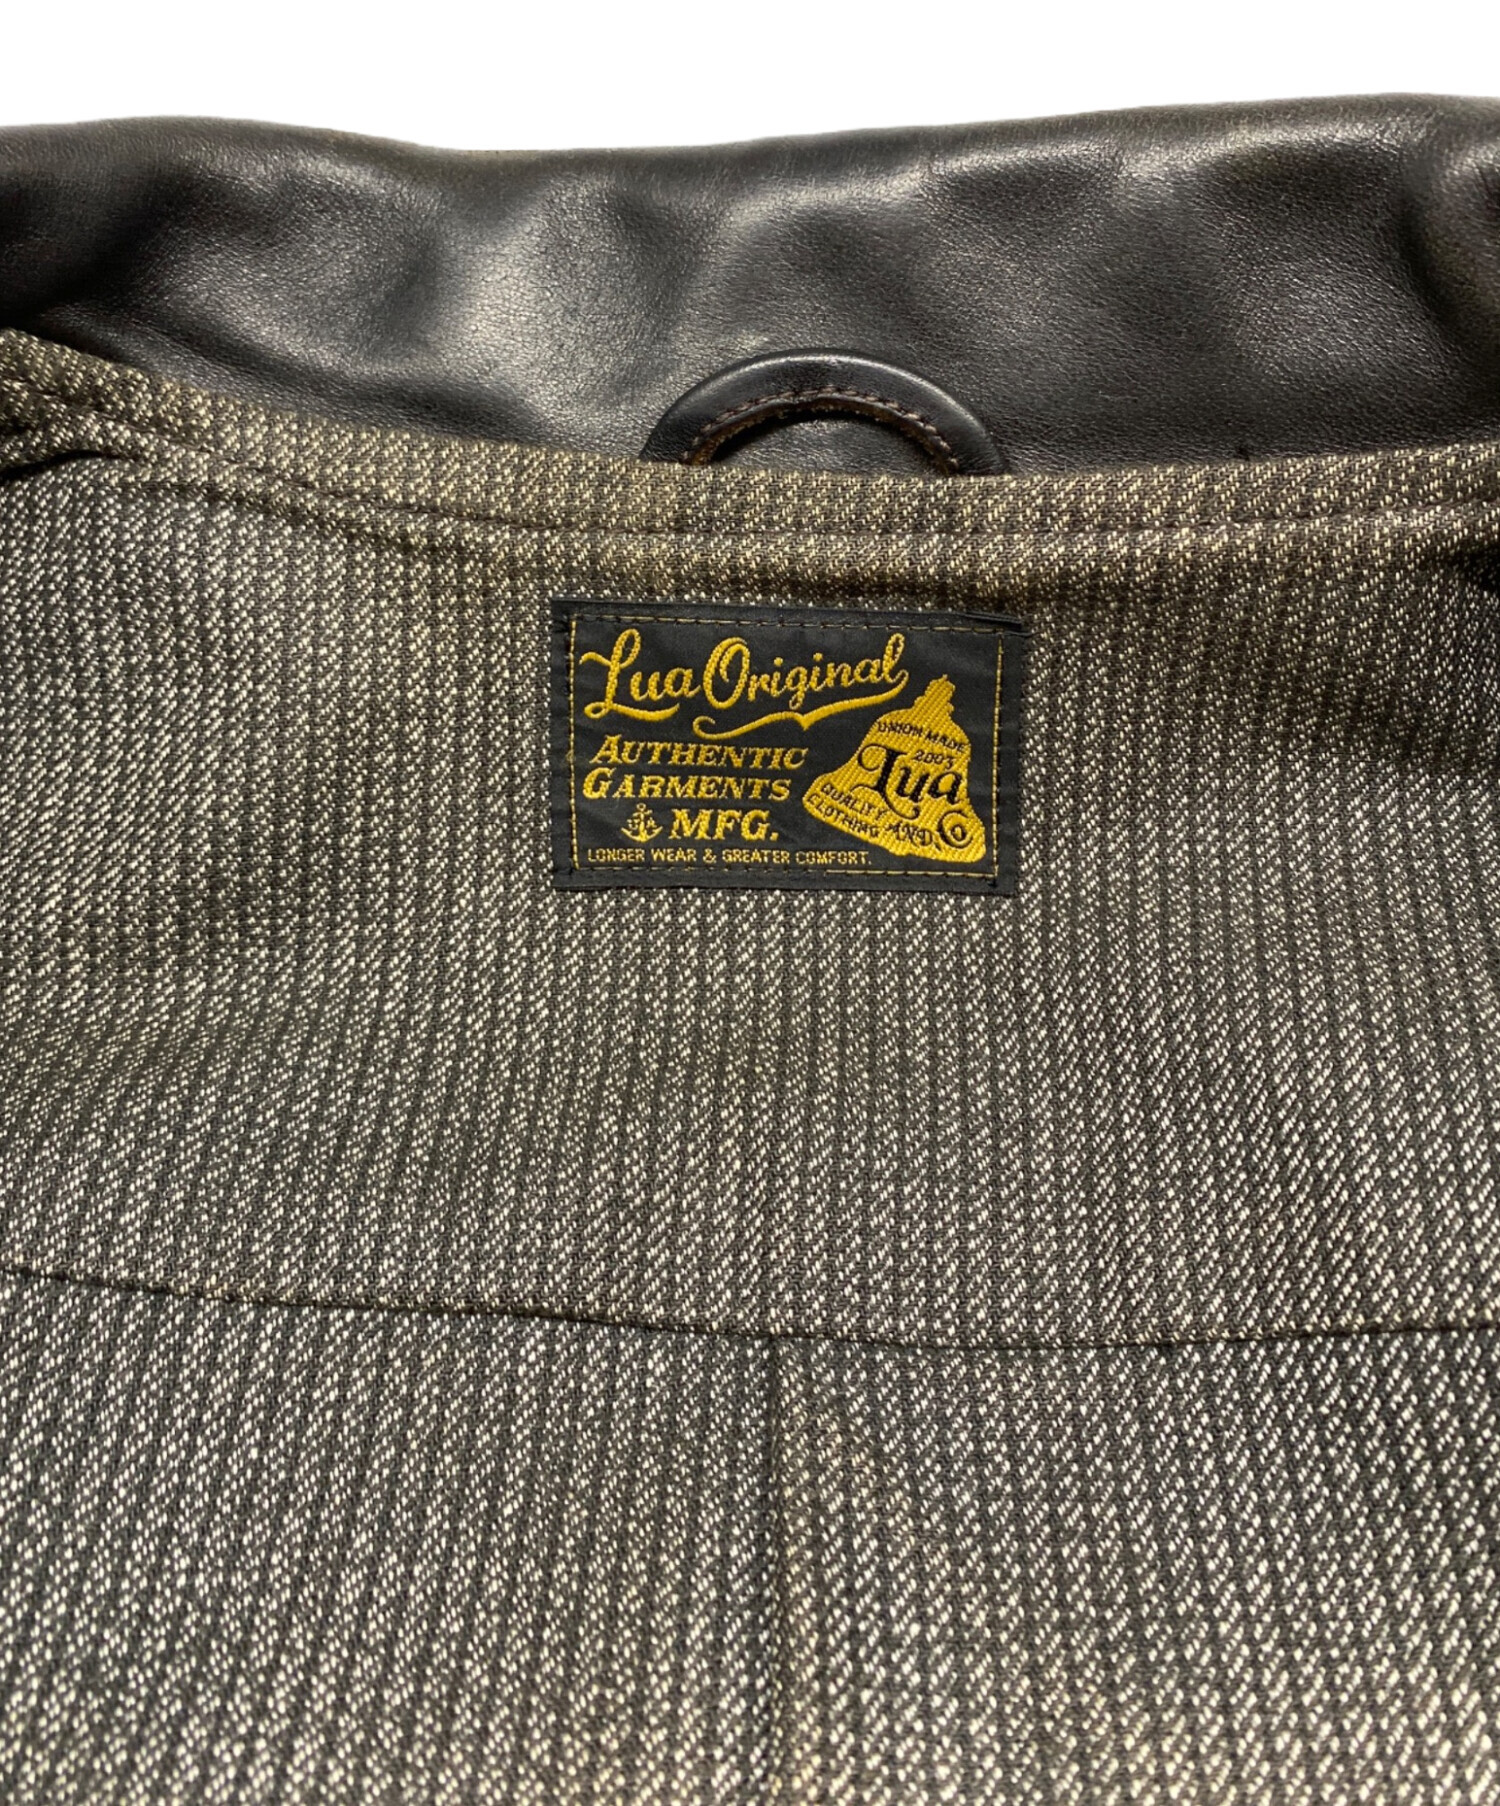 Lua Original
AUTHENTIC
GARMENTS
MFG.
LONGER WEAR & GREATER COMFORT.
UNION MADE
2003
Lua
QUALITY AND
CLOTHING
Co